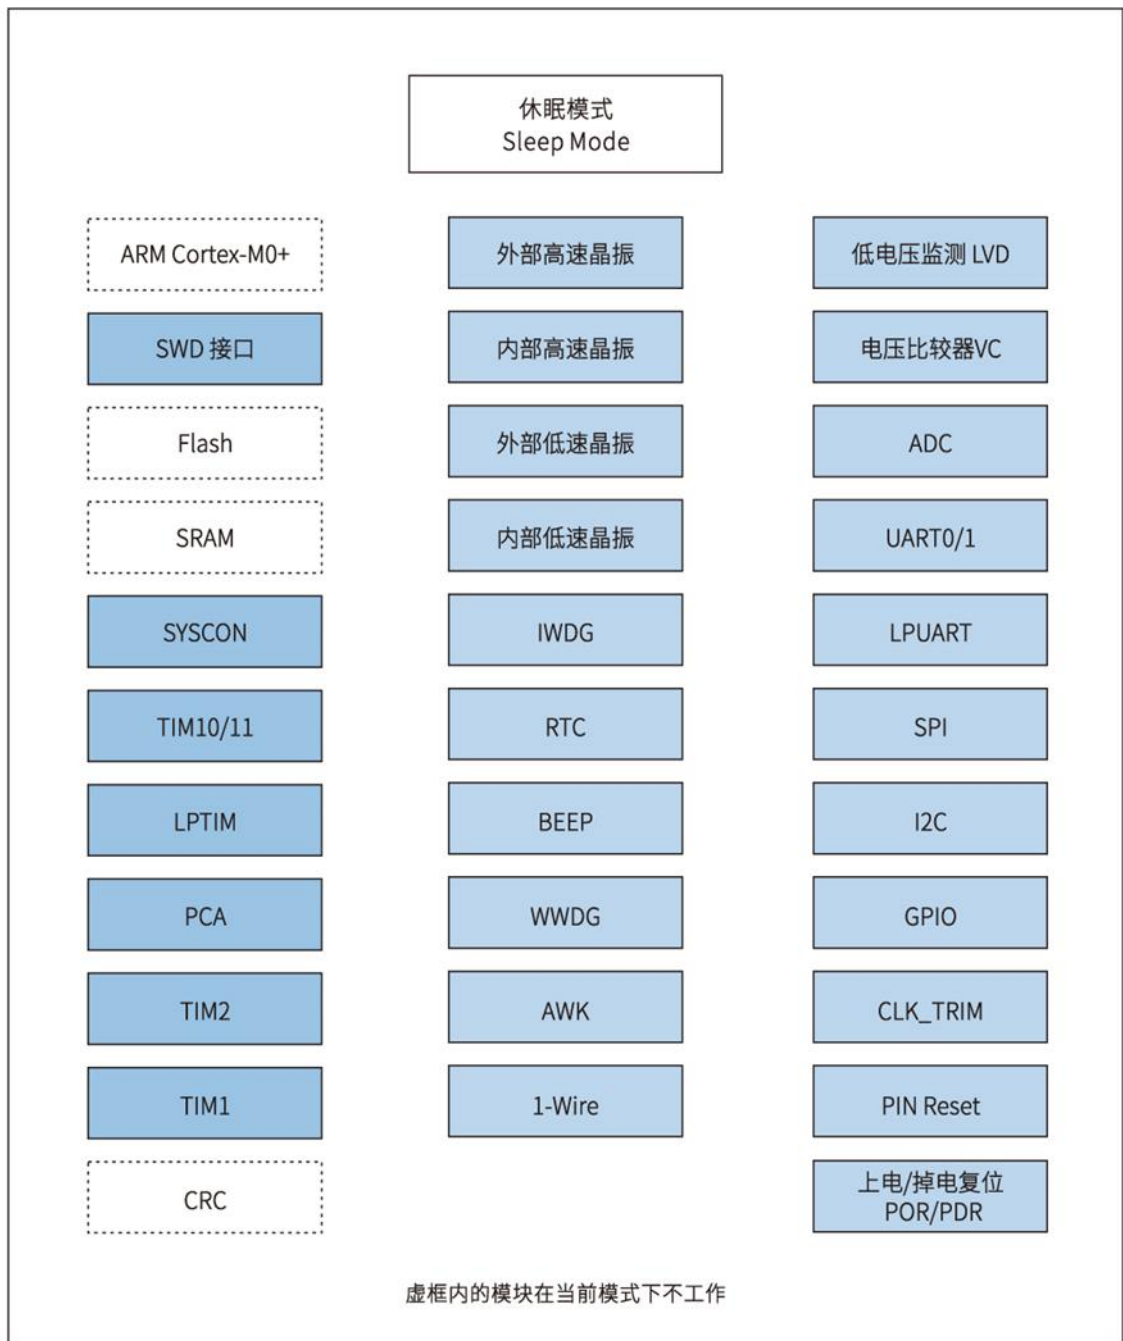 休眠模式
Sleep Mode
ARM Cortex-M0+
外部高速晶振
低电压监测 LVD
SWD 接口
内部高速晶振
电压比较器VC
Flash
外部低速晶振
ADC
SRAM
内部低速晶振
UART0/1
SYSCON
IWDG
LPUART
TIM10/11
RTC
SPI
LPTIM
BEEP
I2C
PCA
WWDG
GPIO
TIM2
AWK
CLK_TRIM
TIM1
1-Wire
PIN Reset
CRC
上电/掉电复位
POR/PDR
虚框内的模块在当前模式下不工作